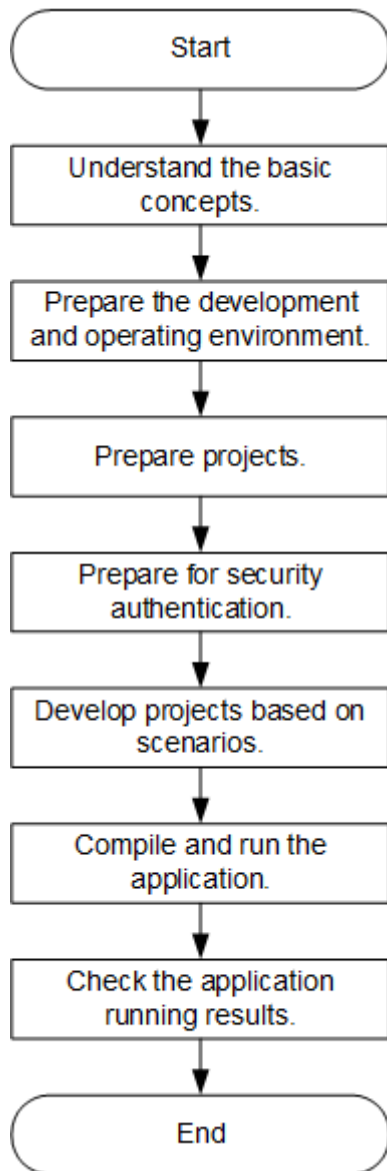 Start
Understand the basic
concepts.
Prepare the development
and operating environment.
Prepare projects.
Prepare for security
authentication.
Develop projects based on
scenarios.
Compile and run the
application.
Check the application
running results.
End